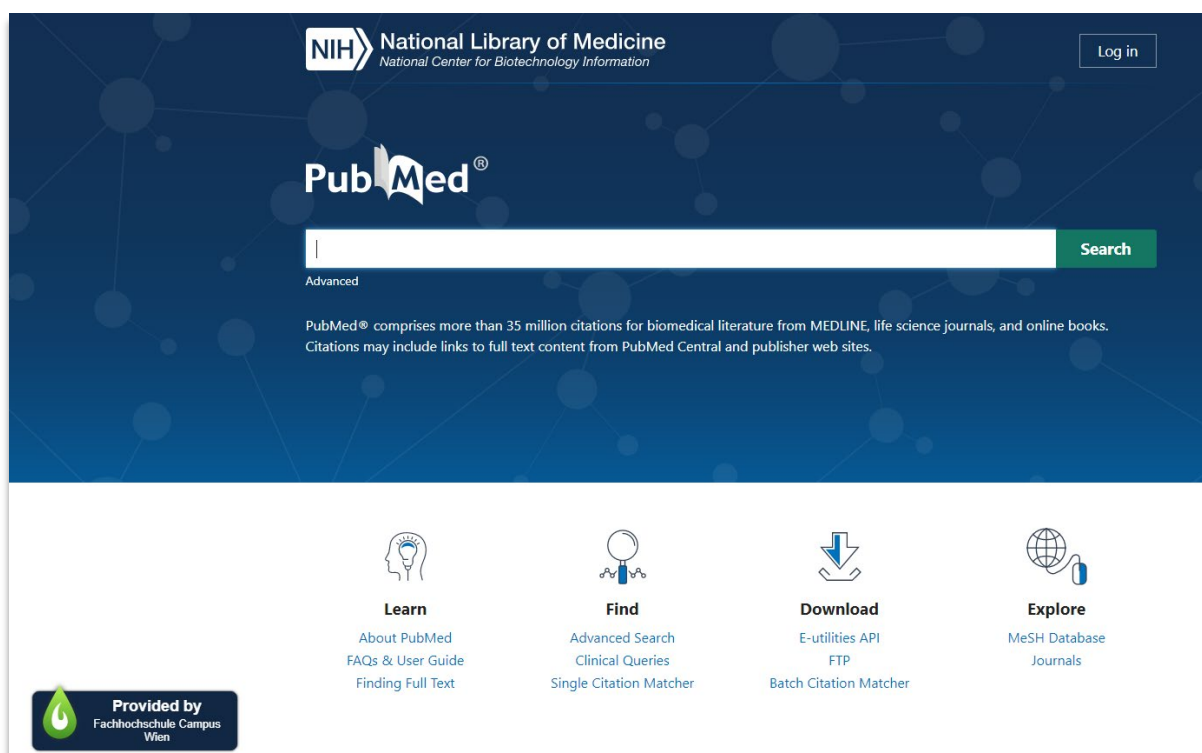 NIH National Library of Medicine
National Center for Biotechnology Information
Log in
PubMed®
Search
Advanced
PubMed® comprises more than 35 million citations for biomedical literature from MEDLINE, life science journals, and online books.
Citations may include links to full text content from PubMed Central and publisher web sites.
Learn
About PubMed
FAQs & User Guide
Finding Full Text
Find
Advanced Search
Clinical Queries
Single Citation Matcher
Download
E-utilities API
FTP
Batch Citation Matcher
Explore
MeSH Database
Journals
Provided by
Fachhochschule Campus
Wien